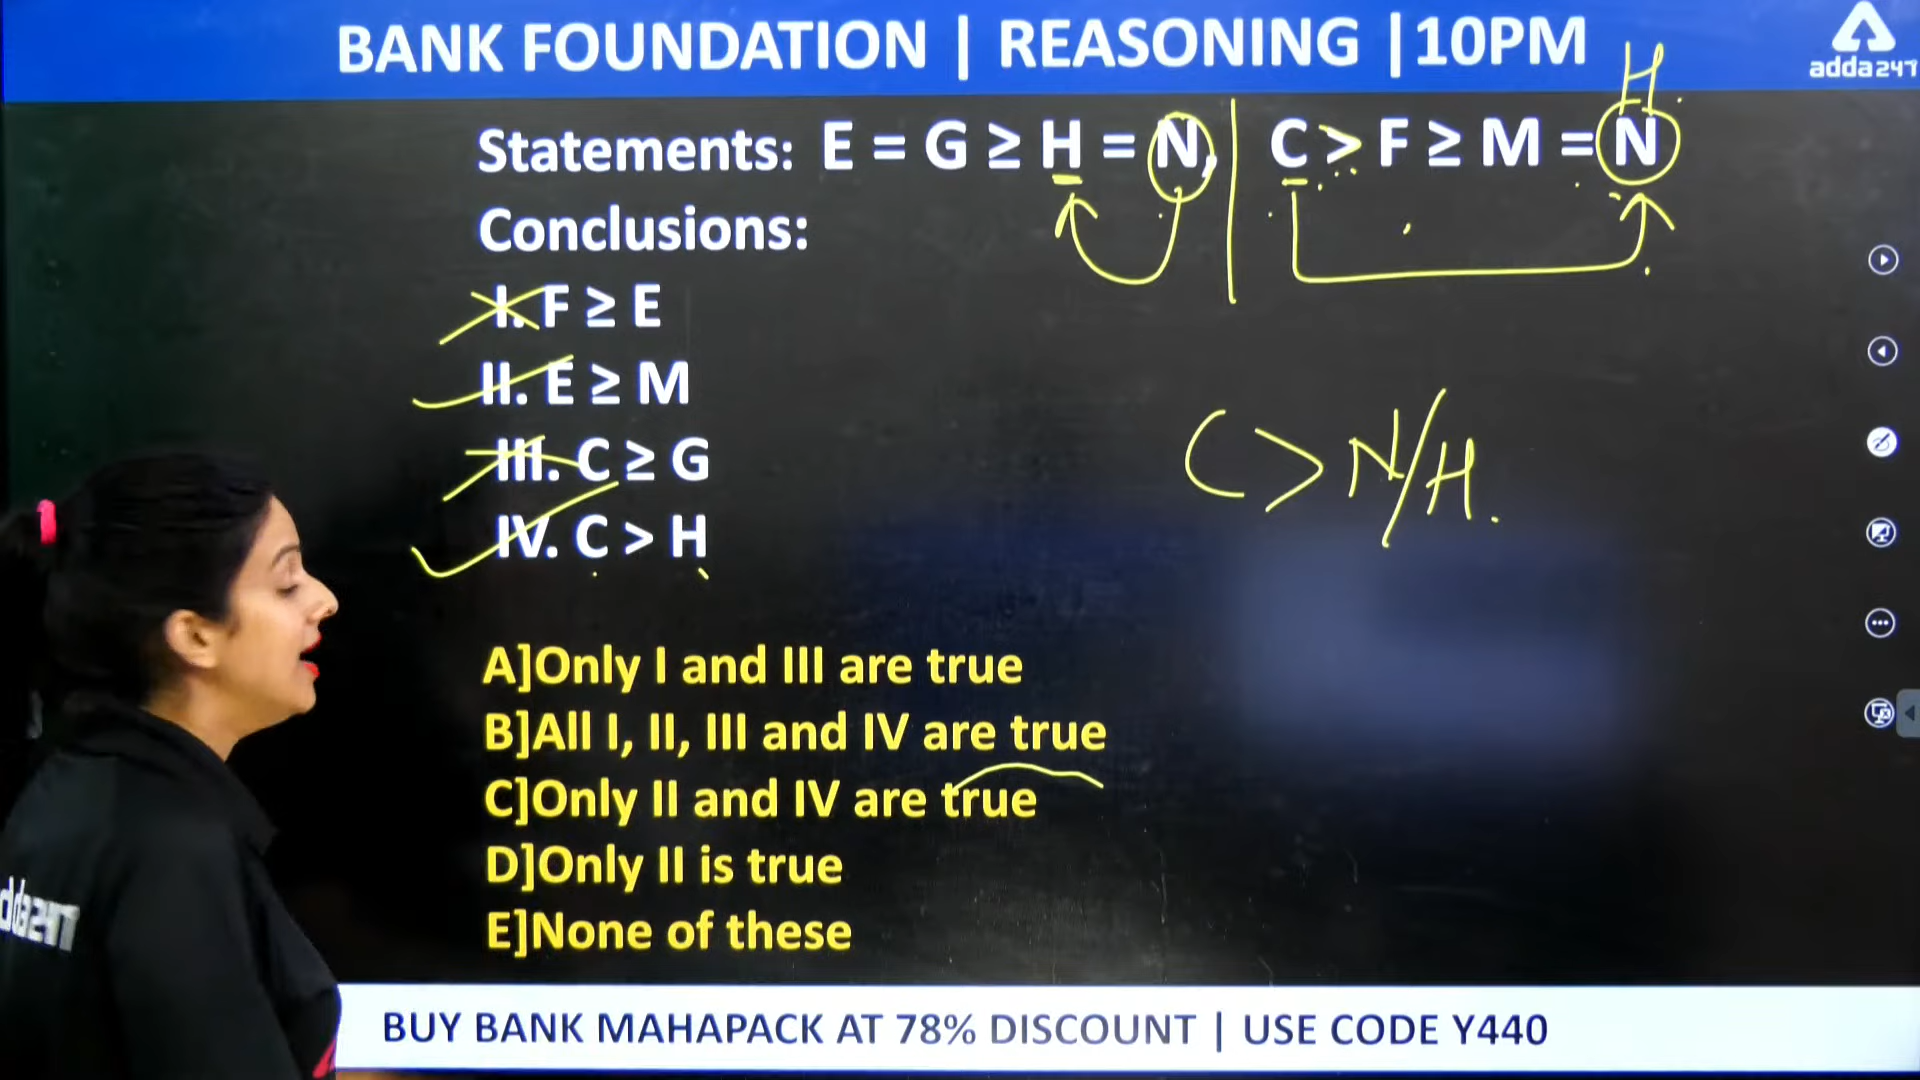 BANK FOUNDATION | REASONING |10PM
adda247
H
Statements: E = G ≥ H = N, C > F ≥ M = N
Conclusions:
I. F ≥ E
II. E ≥ M
III. C ≥ G
IV. C > H
C > N/H.
A]Only I and III are true
B]All I, II, III and IV are true
C]Only II and IV are true
D]Only II is true
E]None of these
adda247
BUY BANK MAHAPACK AT 78% DISCOUNT | USE CODE Y440